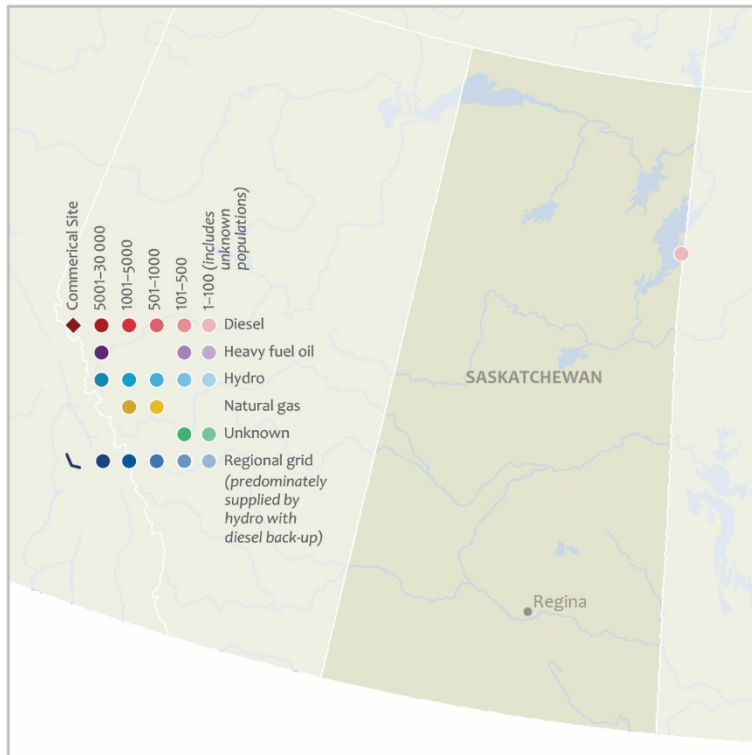 Commerical Site
5001–30 000
1001–5000
501–1000
101–500
1–100 (includes
unknown
populations)
Diesel
Heavy fuel oil
Hydro
Natural gas
Unknown
Regional grid
(predominately
supplied by
hydro with
diesel back-up)
SASKATCHEWAN
Regina